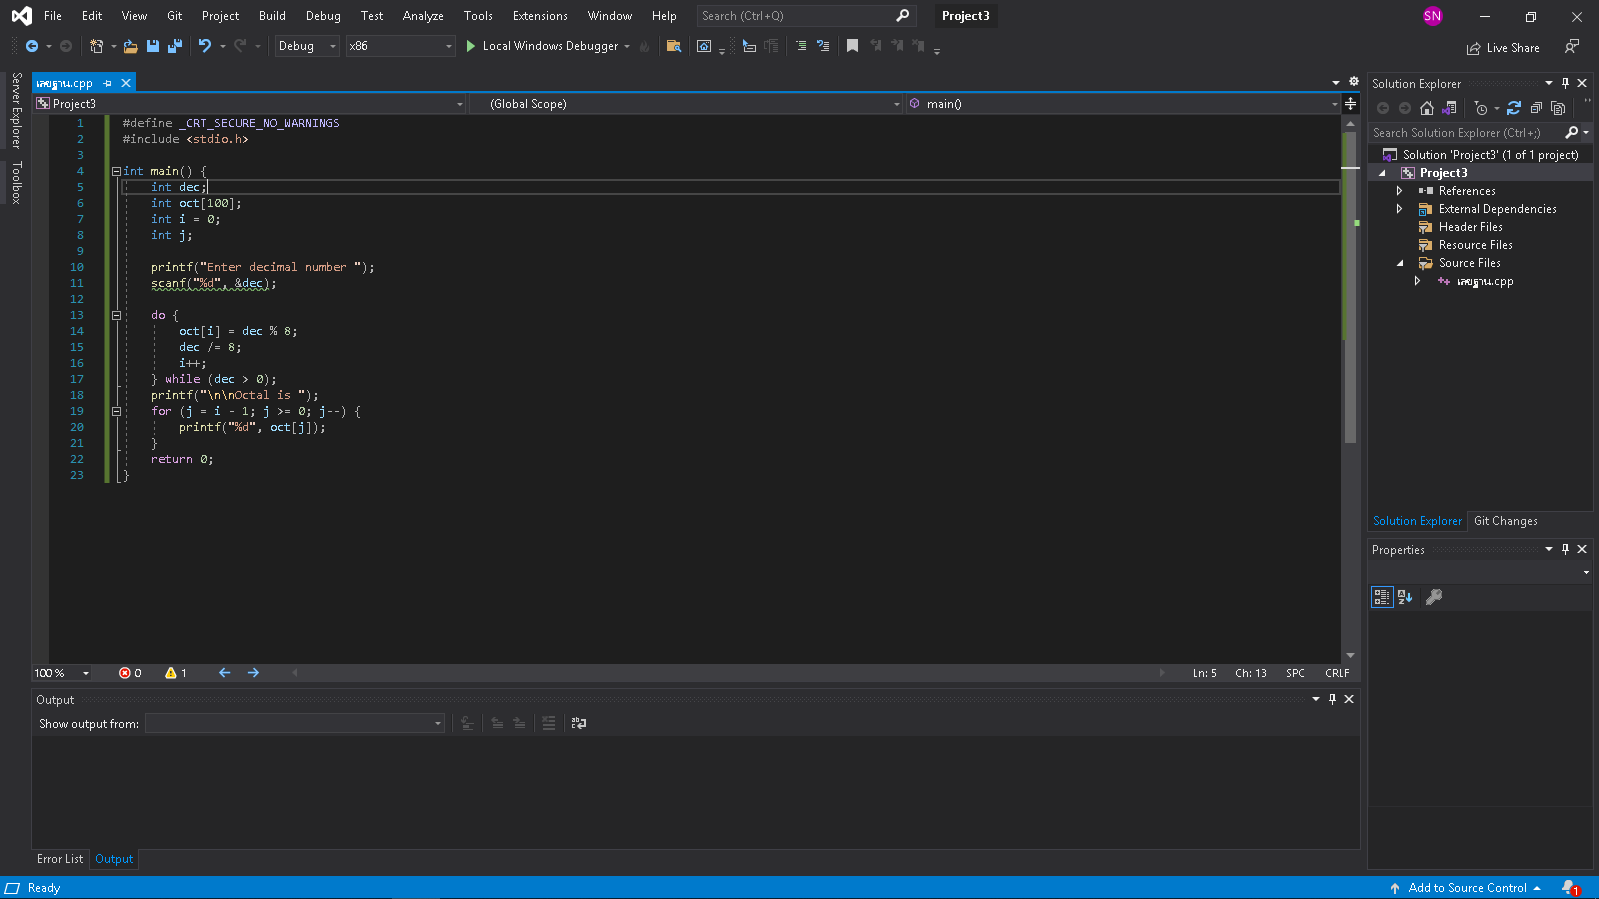 File Edit View Git Project Build Debug Test Analyze Tools Extensions Window Help Search (Ctrl+Q) Project3 SN
Debug x86 Local Windows Debugger Live Share
Server Explorer
Toolbox
เลขฐาน.cpp
Project3 (Global Scope) main()
1 #define _CRT_SECURE_NO_WARNINGS
2 #include <stdio.h>
3
4 int main() {
5 int dec;
6 int oct[100];
7 int i = 0;
8 int j;
9
10 printf("Enter decimal number ");
11 scanf("%d", &dec);
12
13 do {
14 oct[i] = dec % 8;
15 dec /= 8;
16 i++;
17 } while (dec > 0);
18 printf("\n\nOctal is ");
19 for (j = i - 1; j >= 0; j--) {
20 printf("%d", oct[j]);
21 }
22 return 0;
23 }
100 % 0 1 Ln: 5 Ch: 13 SPC CRLF
Output
Show output from:
Error List Output
Solution Explorer
Search Solution Explorer (Ctrl+;)
Solution 'Project3' (1 of 1 project)
Project3
References
External Dependencies
Header Files
Resource Files
Source Files
เลขฐาน.cpp
Solution Explorer Git Changes
Properties
Ready Add to Source Control 1